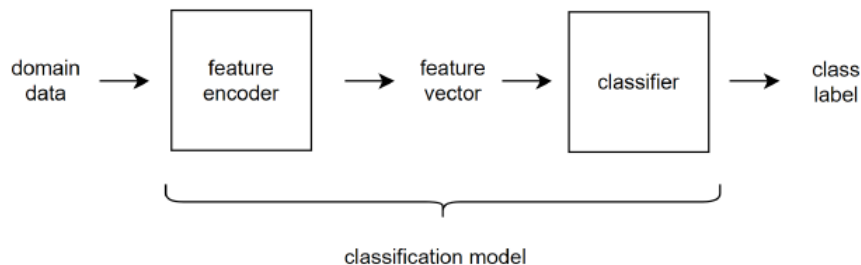 domain
data
feature
encoder
feature
vector
classifier
class
label
classification model